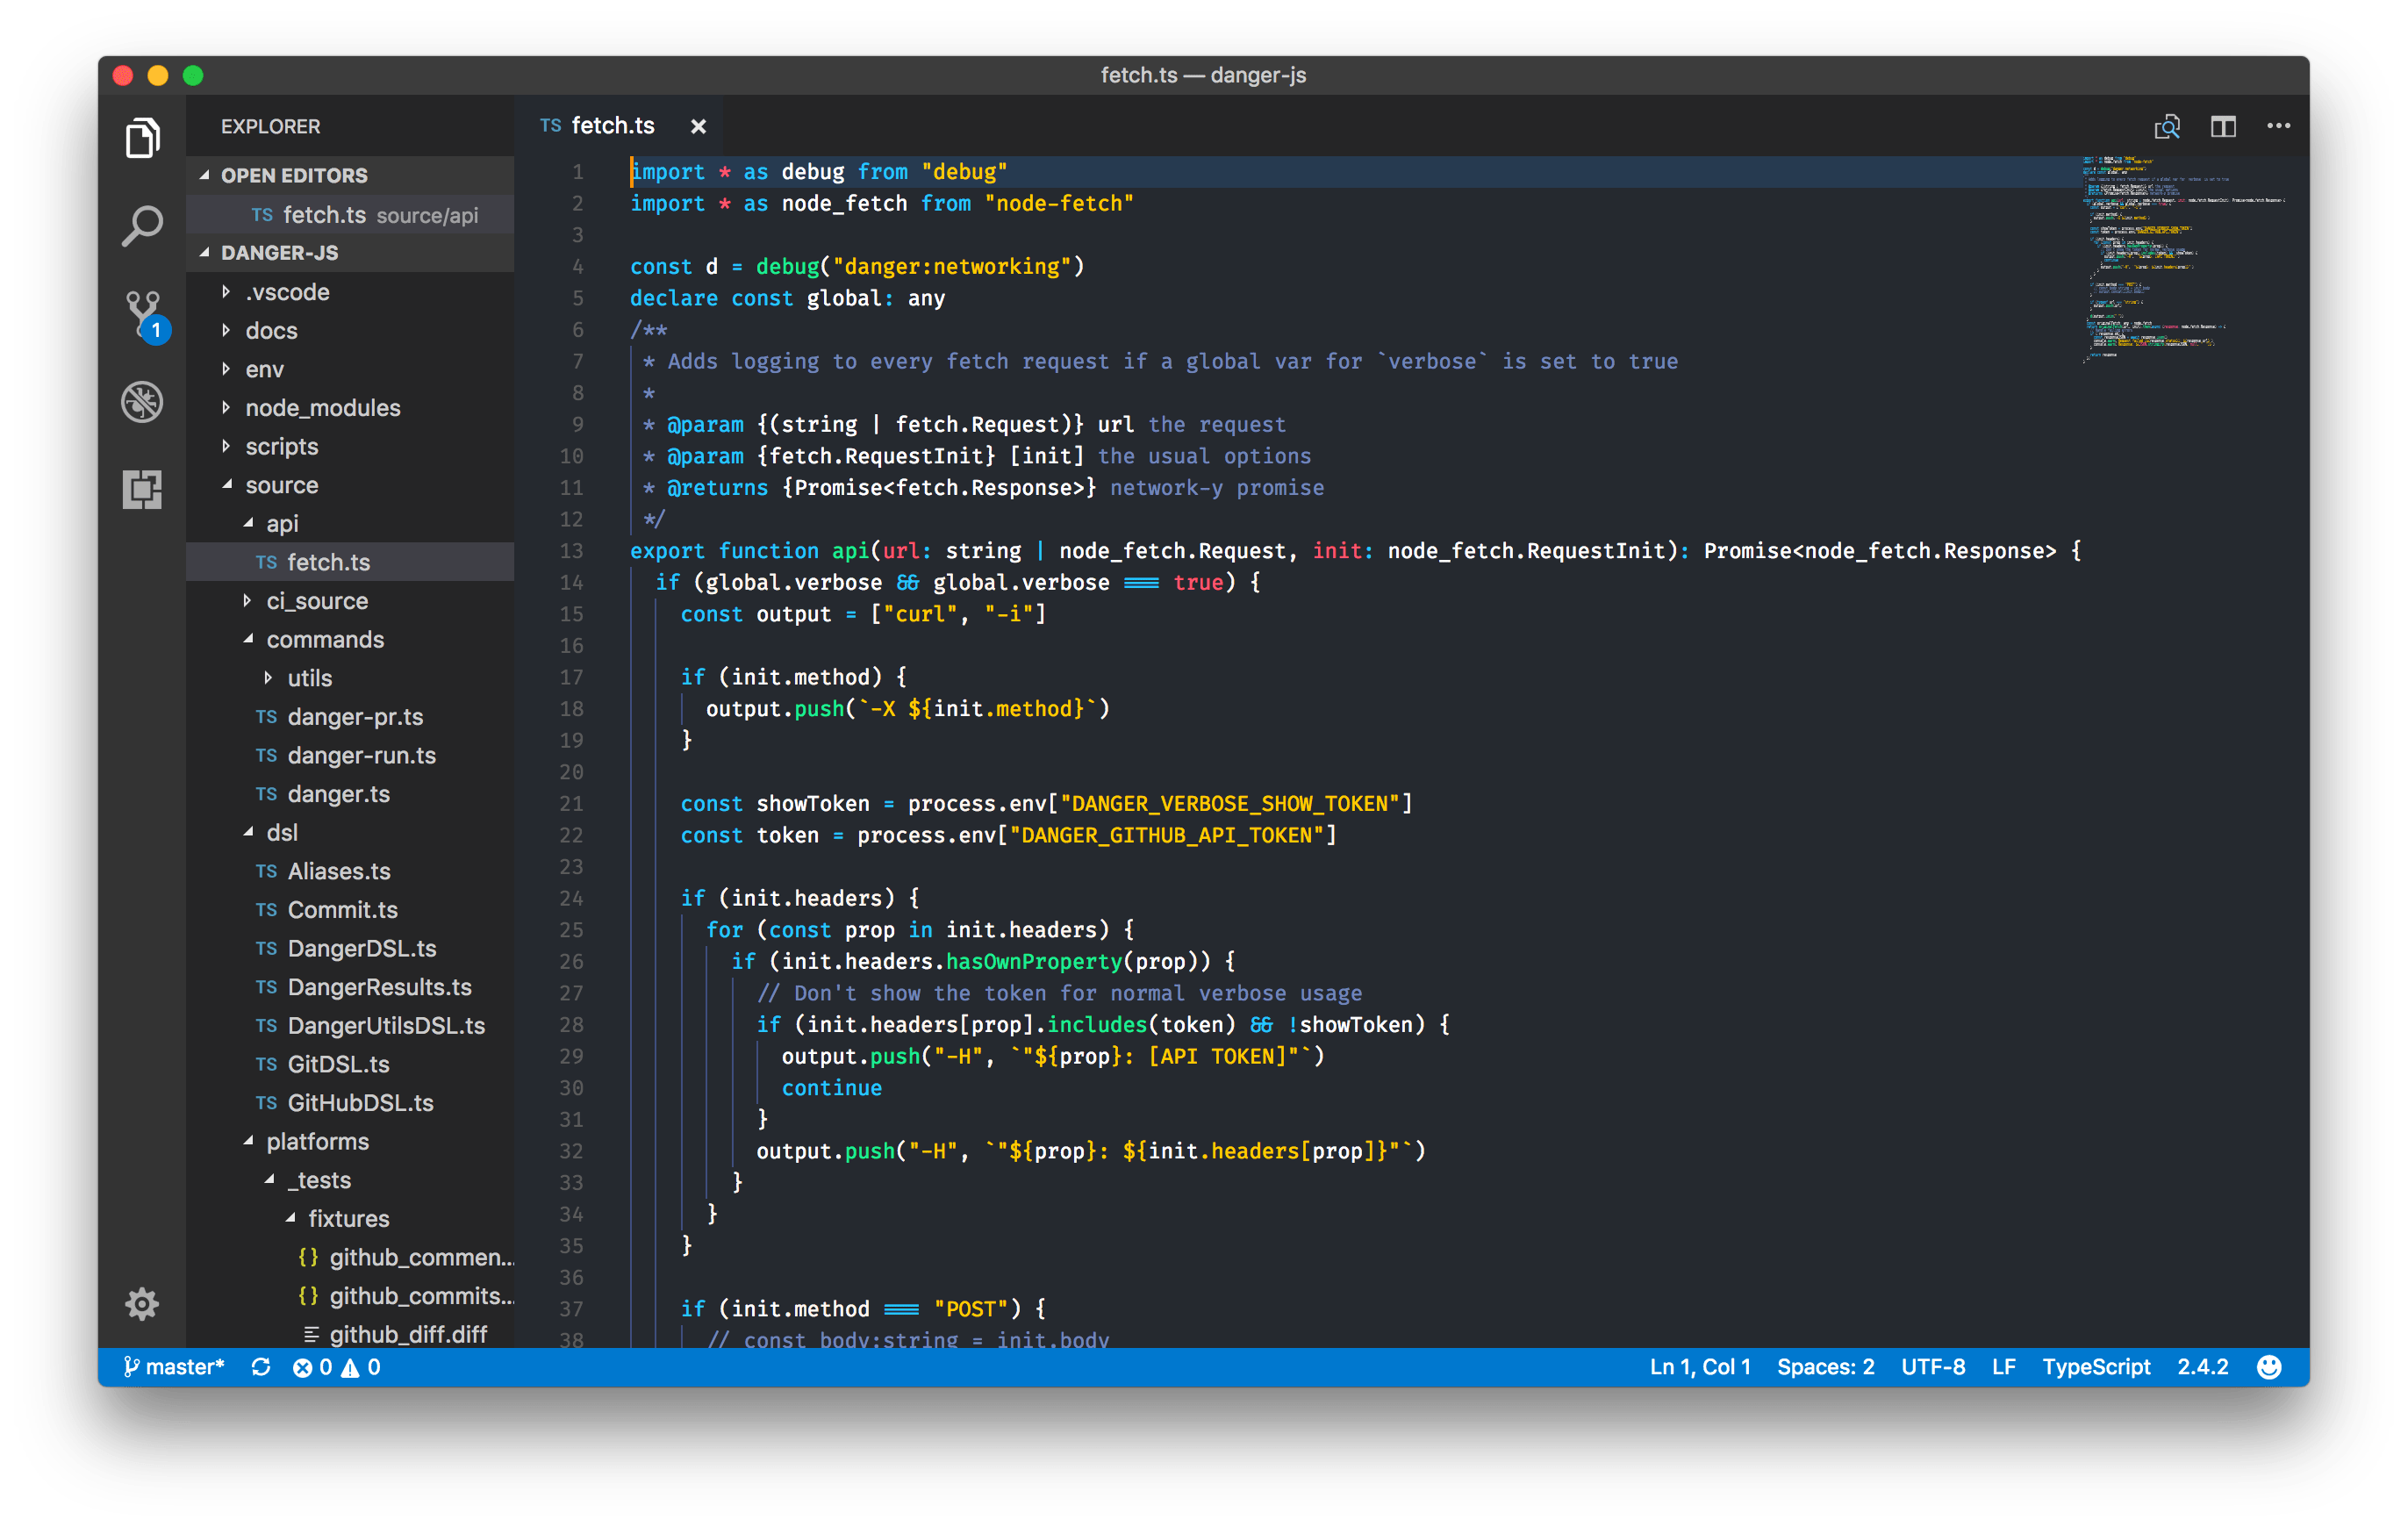 fetch.ts — danger-js
EXPLORER
OPEN EDITORS
TS fetch.ts source/api
DANGER-JS
.vscode
docs
env
node_modules
scripts
source
api
TS fetch.ts
ci_source
commands
utils
TS danger-pr.ts
TS danger-run.ts
TS danger.ts
dsl
TS Aliases.ts
TS Commit.ts
TS DangerDSL.ts
TS DangerResults.ts
TS DangerUtilsDSL.ts
TS GitDSL.ts
TS GitHubDSL.ts
platforms
_tests
fixtures
{} github_commen...
{} github_commits...
github_diff.diff
1
TS fetch.ts ×
1 import * as debug from "debug"
2 import * as node_fetch from "node-fetch"
3
4 const d = debug("danger:networking")
5 declare const global: any
6 /**
7 * Adds logging to every fetch request if a global var for `verbose` is set to true
8 *
9 * @param {(string | fetch.Request)} url the request
10 * @param {fetch.RequestInit} [init] the usual options
11 * @returns {Promise<fetch.Response>} network-y promise
12 */
13 export function api(url: string | node_fetch.Request, init: node_fetch.RequestInit): Promise<node_fetch.Response> {
14 if (global.verbose && global.verbose === true) {
15 const output = ["curl", "-i"]
16
17 if (init.method) {
18 output.push(`-X ${init.method}`)
19 }
20
21 const showToken = process.env["DANGER_VERBOSE_SHOW_TOKEN"]
22 const token = process.env["DANGER_GITHUB_API_TOKEN"]
23
24 if (init.headers) {
25 for (const prop in init.headers) {
26 if (init.headers.hasOwnProperty(prop)) {
27 // Don't show the token for normal verbose usage
28 if (init.headers[prop].includes(token) && !showToken) {
29 output.push("-H", `"${prop}: [API TOKEN]"`)
30 continue
31 }
32 output.push("-H", `"${prop}: ${init.headers[prop]}"`)
33 }
34 }
35 }
36
37 if (init.method === "POST") {
38 // const body:string = init.body
master* 0 0
Ln 1, Col 1 Spaces: 2 UTF-8 LF TypeScript 2.4.2